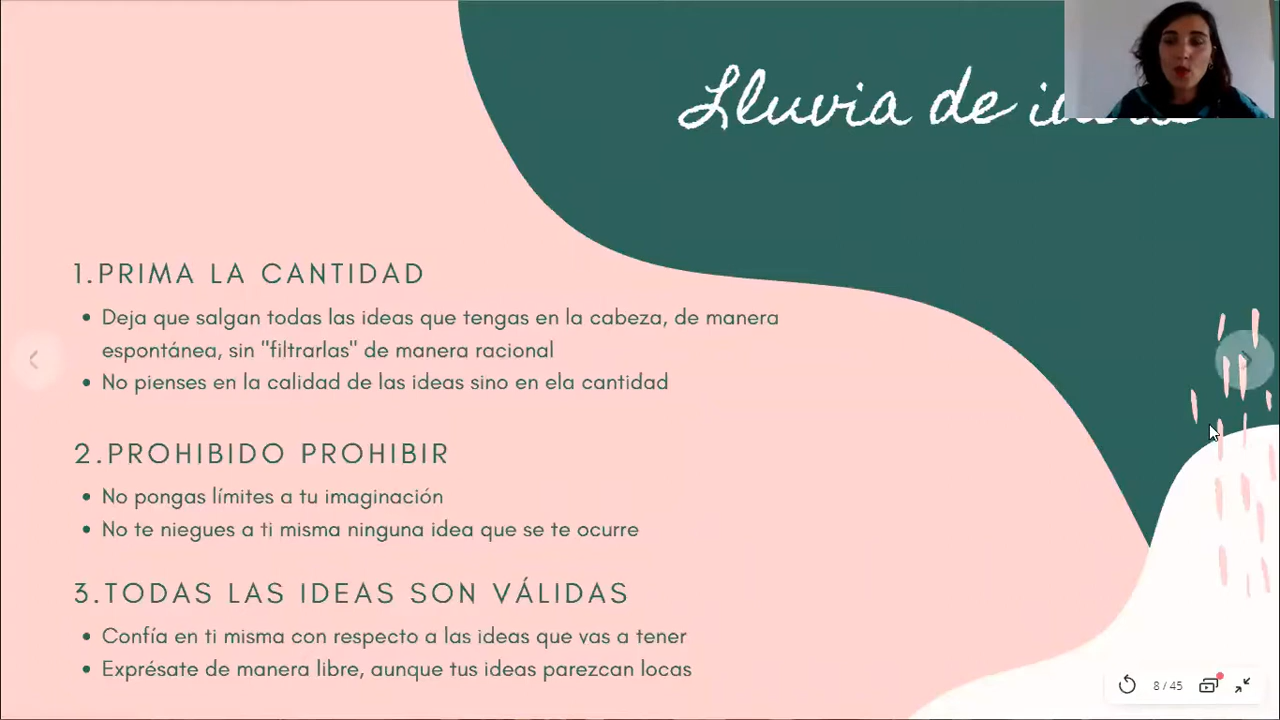 Lluvia de
1.PRIMA LA CANTIDAD
Deja que salgan todas las ideas que tengas en la cabeza, de manera
espontánea, sin "filtrarlas" de manera racional
No pienses en la calidad de las ideas sino en ela cantidad
2.PROHIBIDO PROHIBIR
No pongas límites a tu imaginación
No te niegues a ti misma ninguna idea que se te ocurre
3.TODAS LAS IDEAS SON VÁLIDAS
Confía en ti misma con respecto a las ideas que vas a tener
Exprésate de manera libre, aunque tus ideas parezcan locas
8 / 45